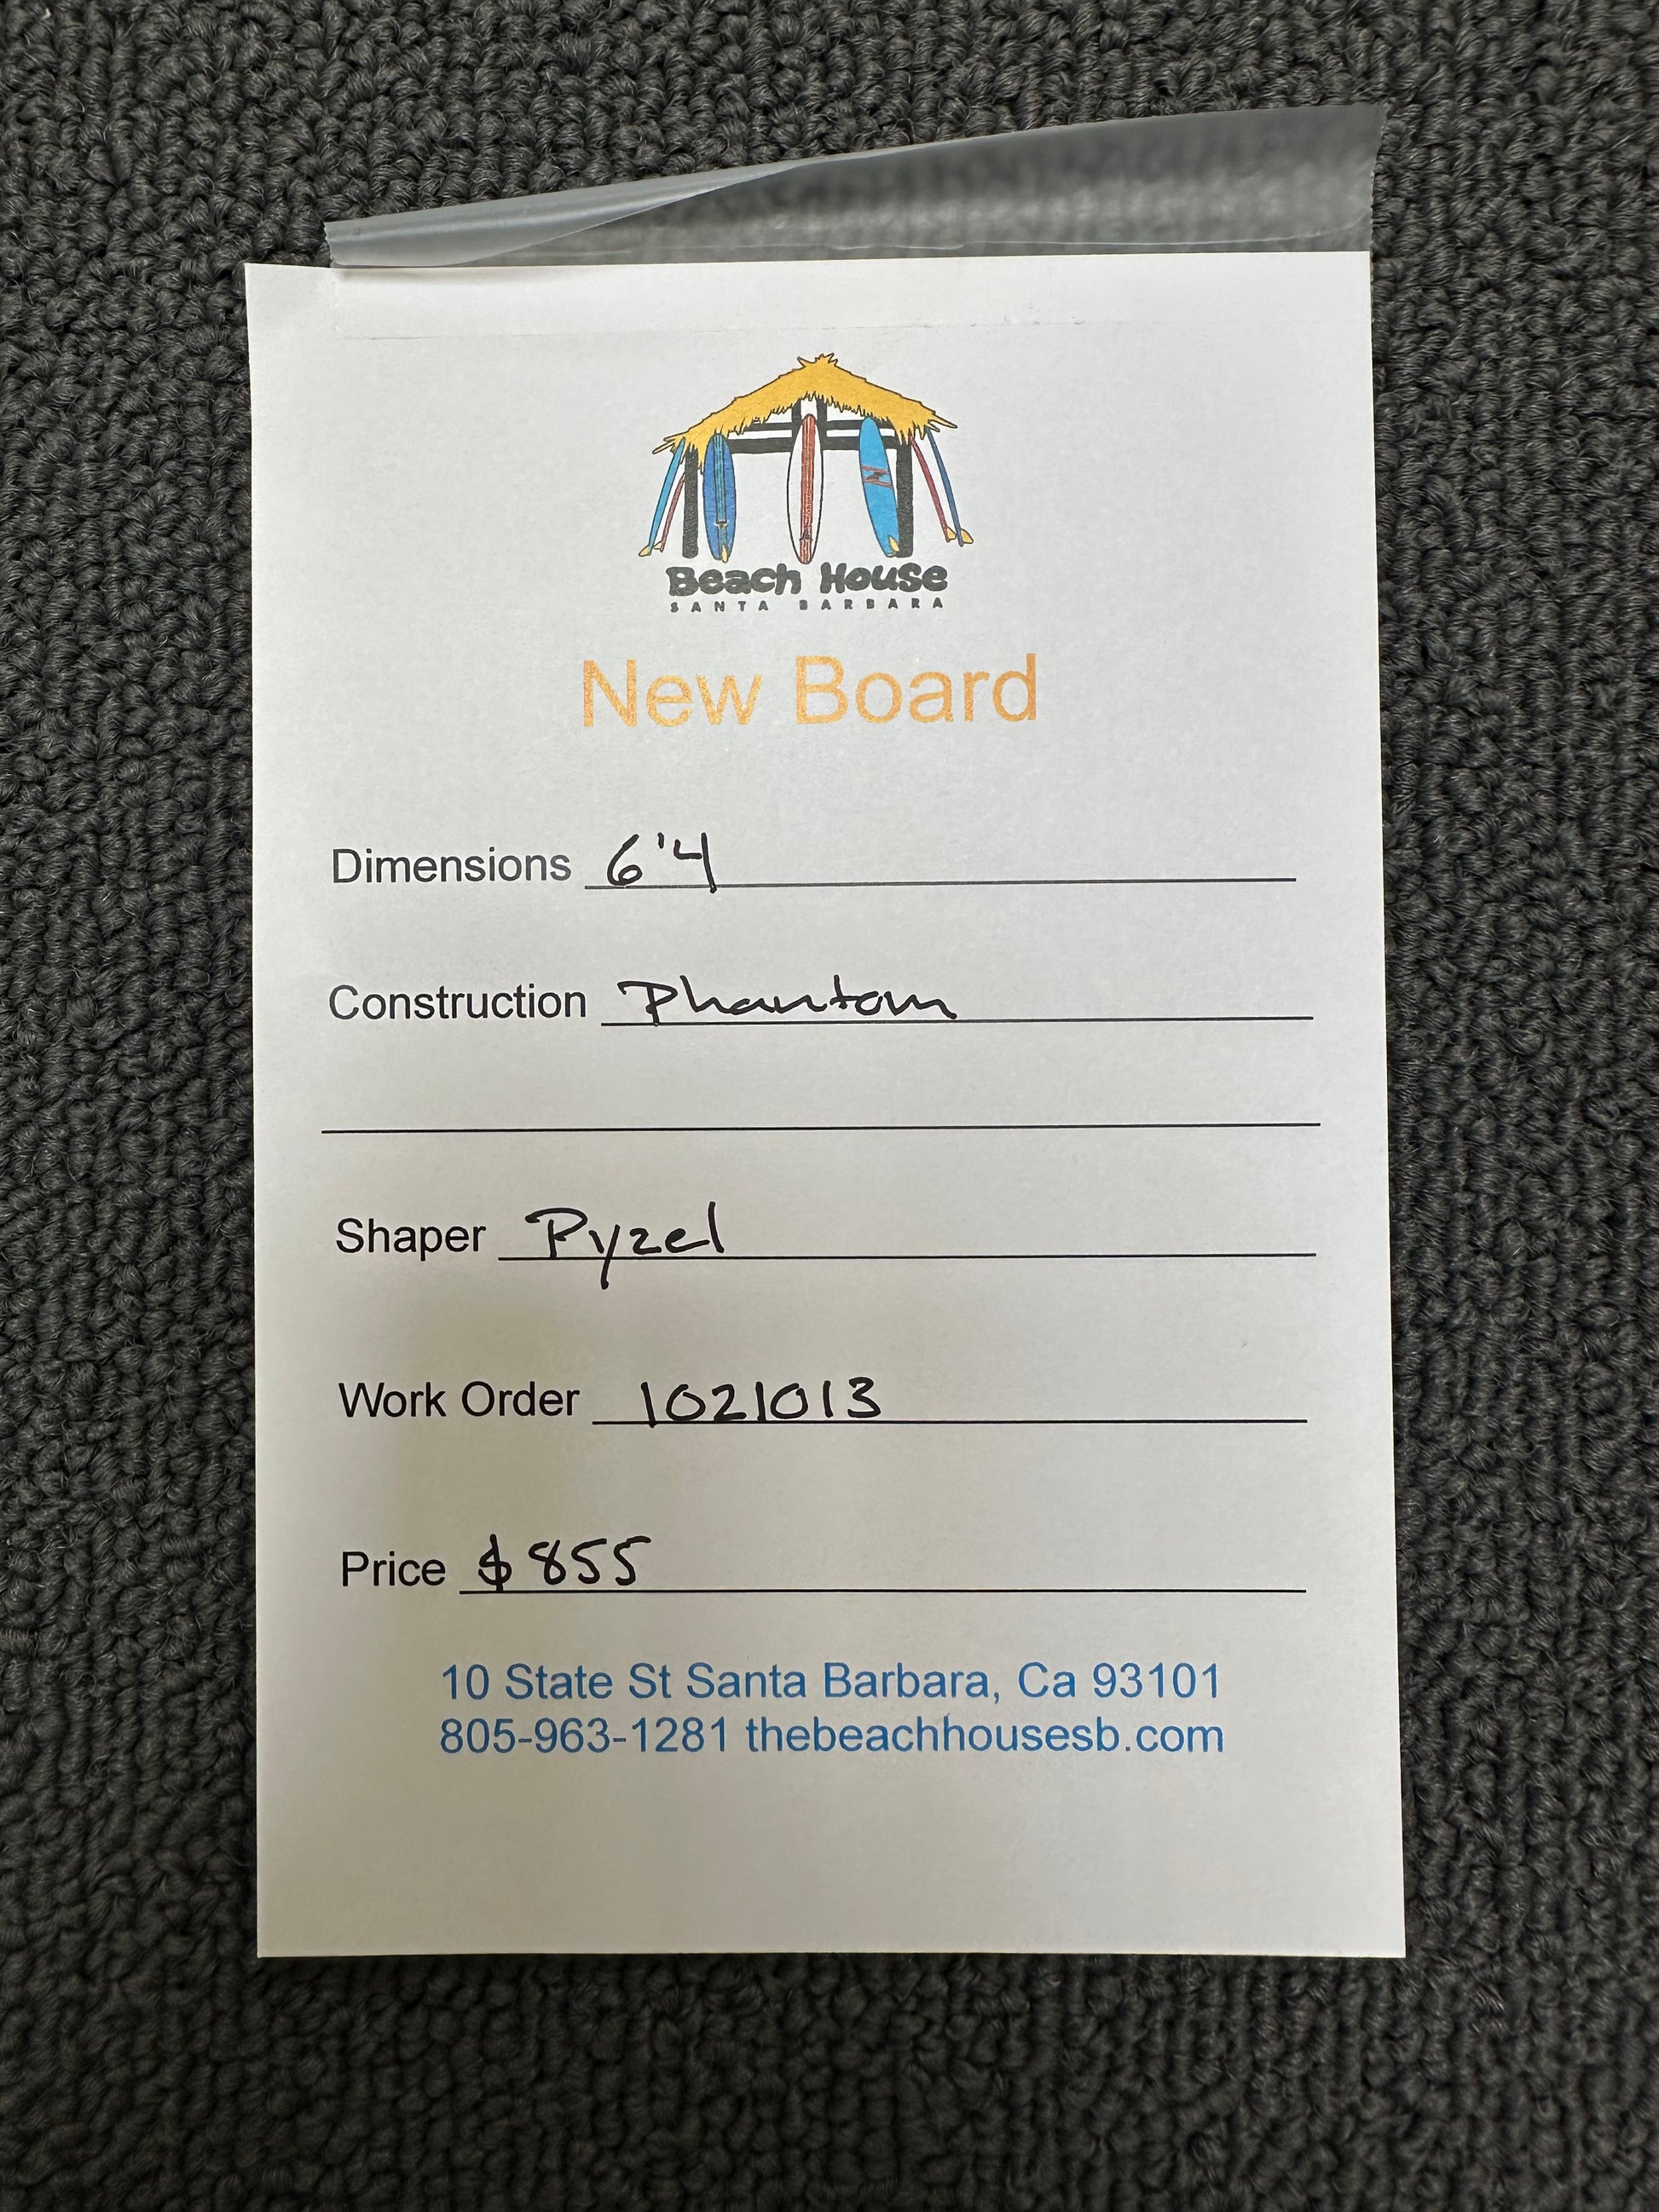 Beach House
SANTA BARBARA
New Board
Dimensions 6'4
Construction Phantom
Shaper Pyzel
Work Order 1021013
Price $855
10 State St Santa Barbara, Ca 93101
805-963-1281 thebeachhousesb.com